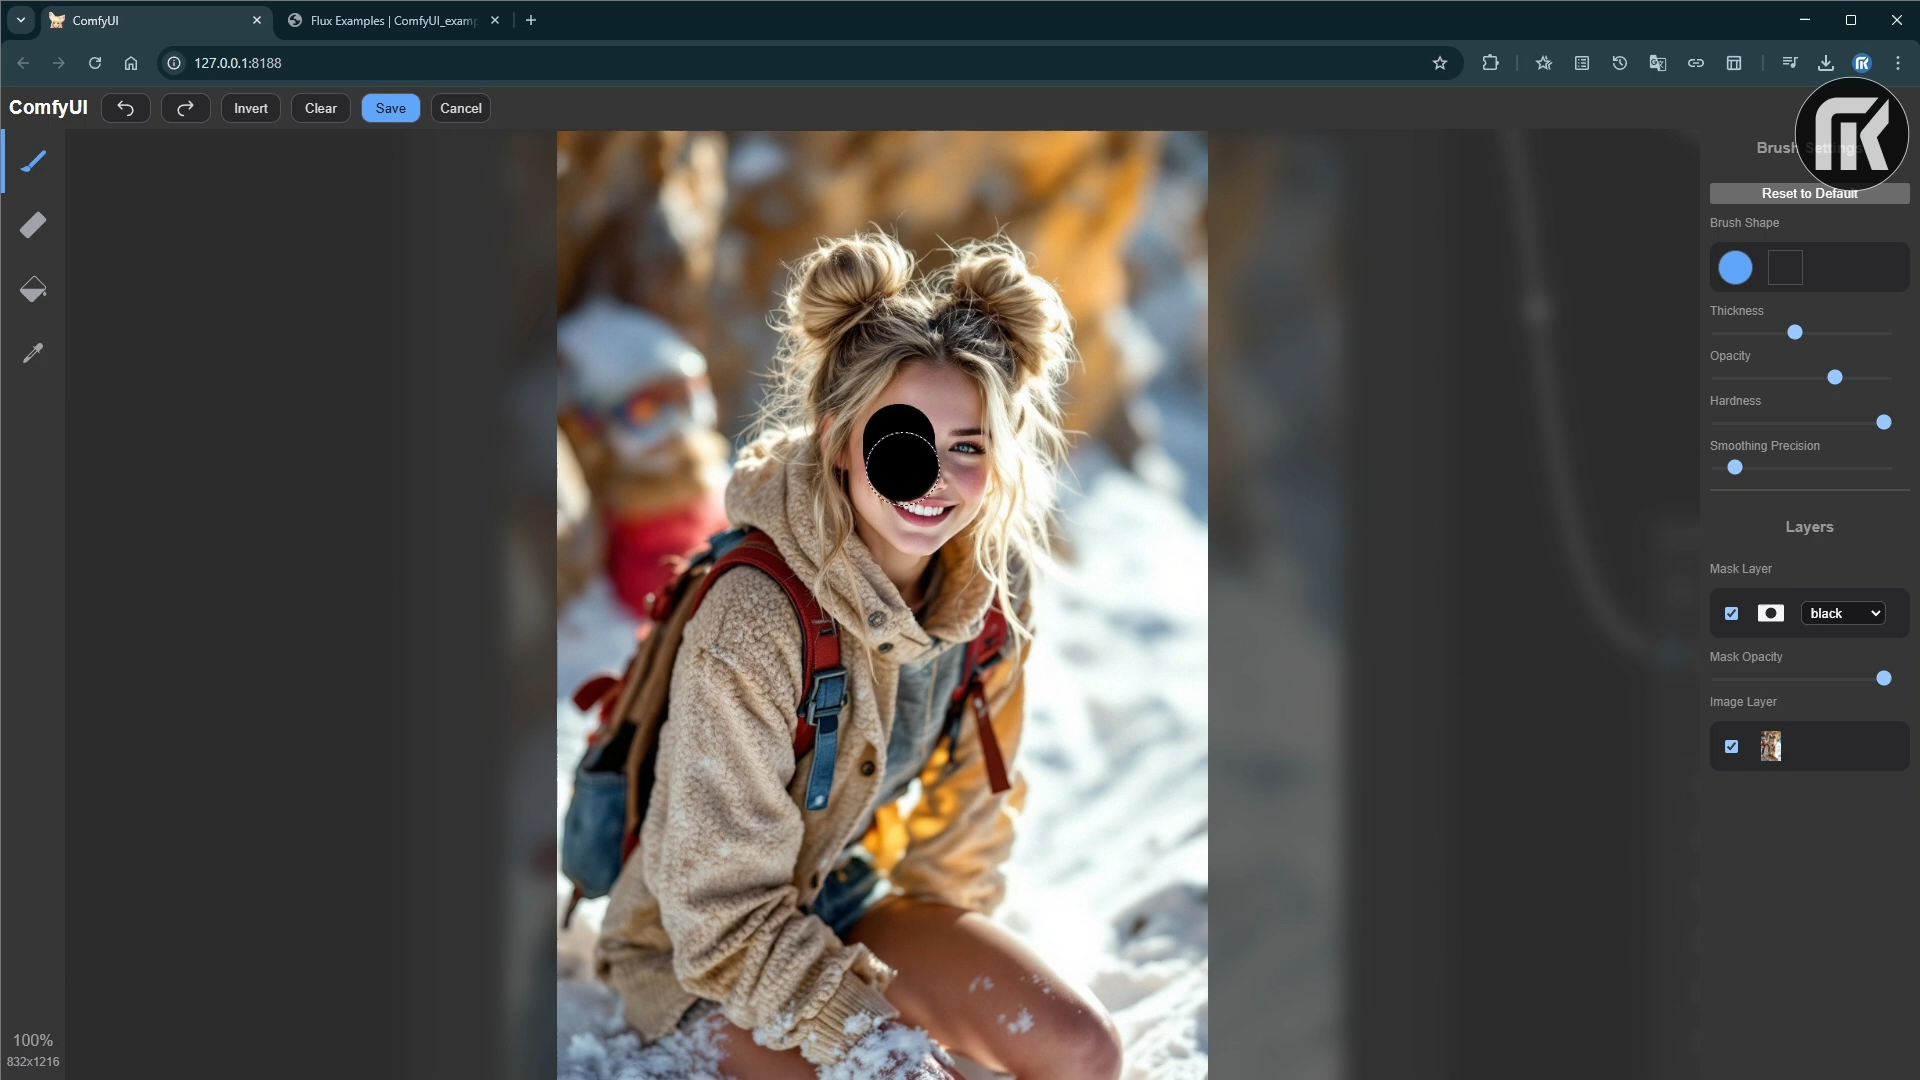 ComfyUI
Flux Examples | ComfyUI_examp
127.0.0.1:8188
ComfyUI
Invert
Clear
Save
Cancel
Brush Settings
Reset to Default
Brush Shape
Thickness
Opacity
Hardness
Smoothing Precision
Layers
Mask Layer
black
Mask Opacity
Image Layer
100%
832x1216